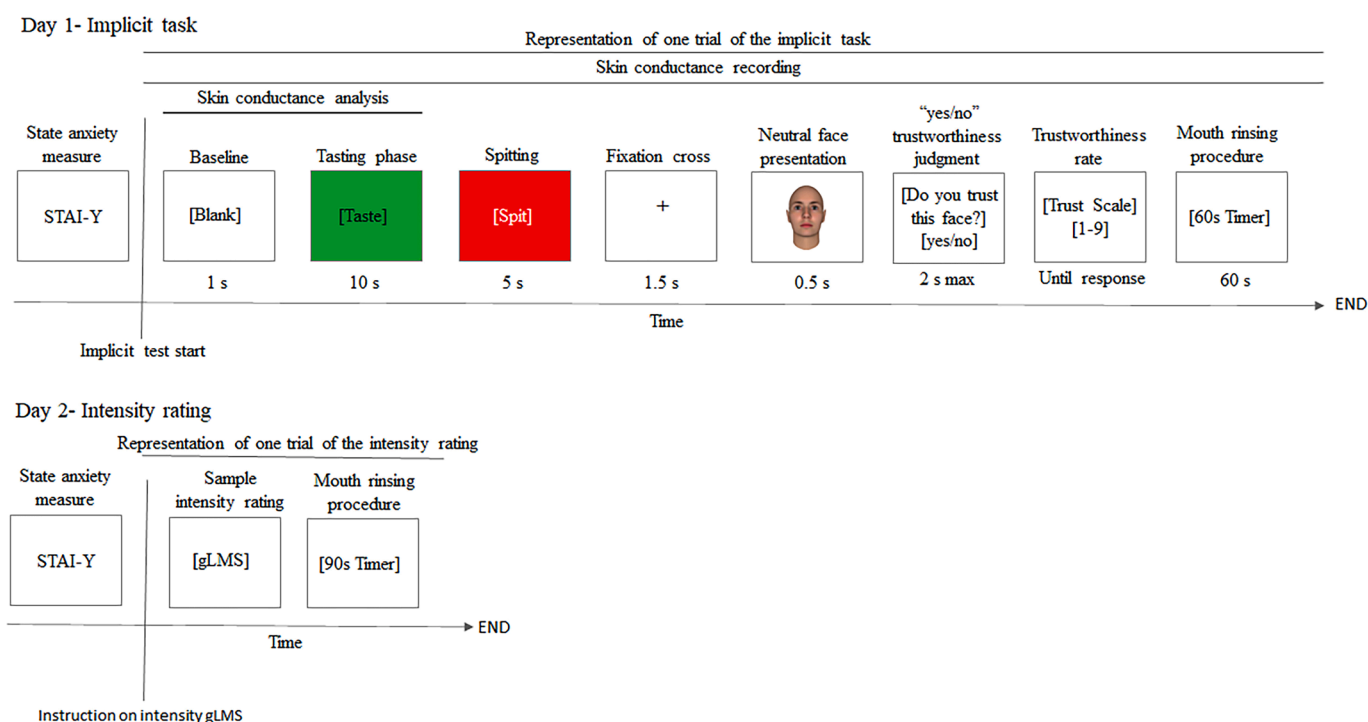 Day 1- Implicit task
Representation of one trial of the implicit task
Skin conductance recording
Skin conductance analysis
State anxiety
measure
STAI-Y
Baseline
[Blank]
1 s
Tasting phase
[Taste]
10 s
Spitting
[Spit]
5 s
Fixation cross
+
1.5 s
Neutral face
presentation
0.5 s
“yes/no”
trustworthiness
judgment
[Do you trust
this face?]
[yes/no]
2 s max
Trustworthiness
rate
[Trust Scale]
[1-9]
Until response
Mouth rinsing
procedure
[60s Timer]
60 s
END
Time
Implicit test start
Day 2- Intensity rating
Representation of one trial of the intensity rating
State anxiety
measure
STAI-Y
Sample
intensity rating
[gLMS]
Mouth rinsing
procedure
[90s Timer]
END
Time
Instruction on intensity gLMS